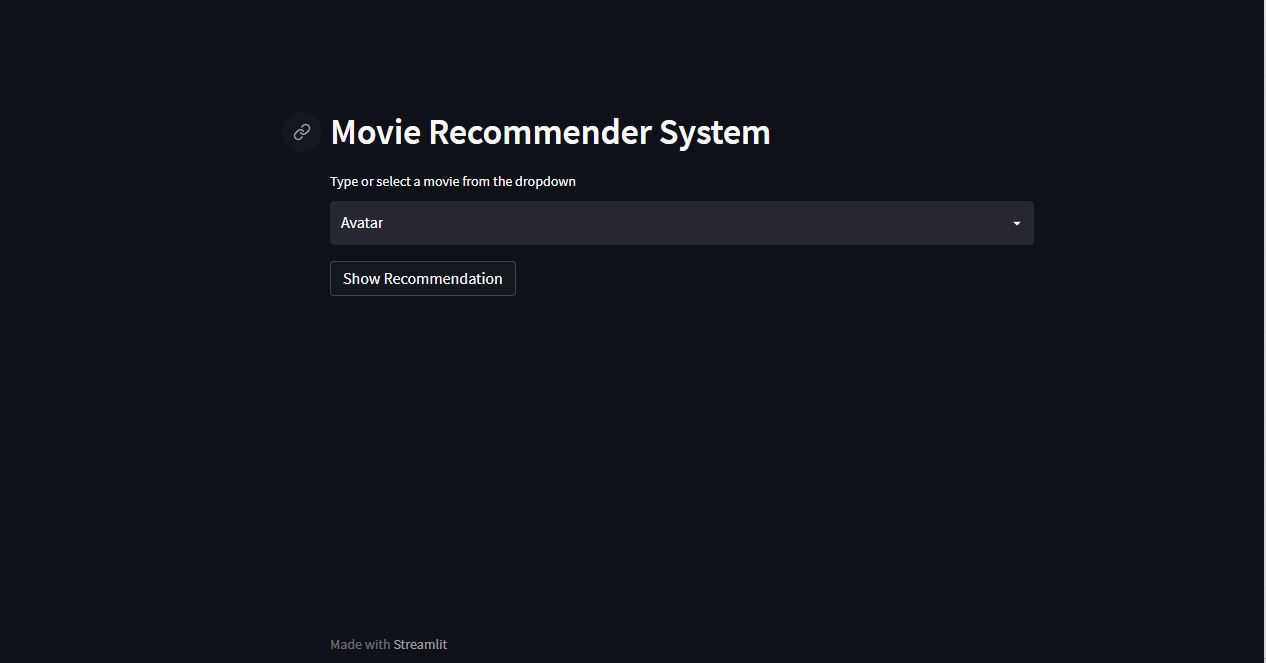 Movie Recommender System
Type or select a movie from the dropdown
Avatar
Show Recommendation
Made with Streamlit